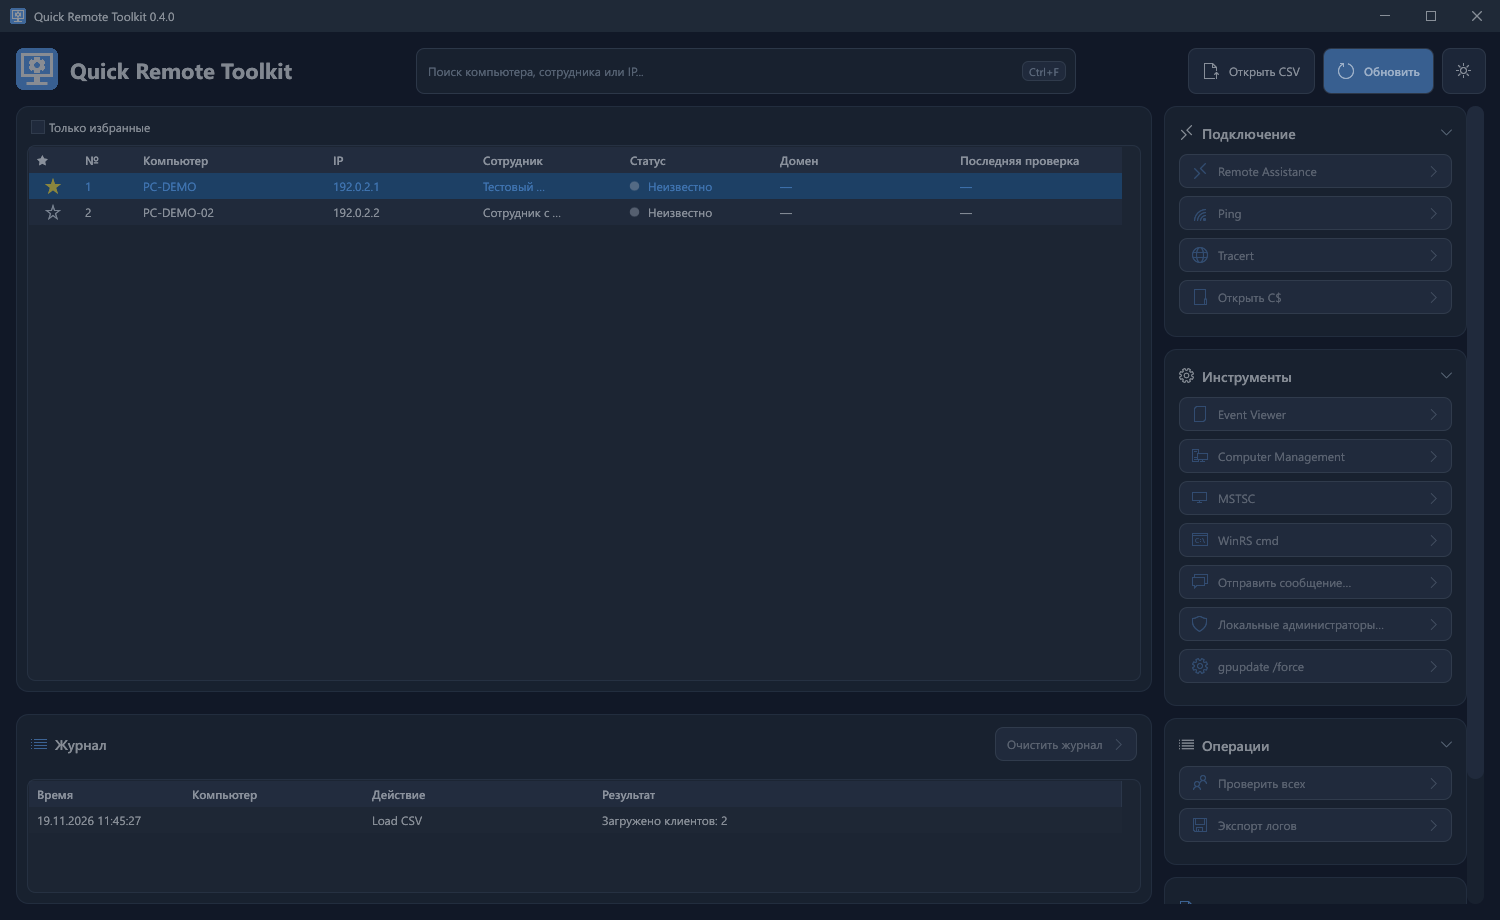 Quick Remote Toolkit 0.4.0
Quick Remote Toolkit
Поиск компьютера, сотрудника или IP...
Ctrl+F
Открыть CSV
Обновить
Только избранные
№ Компьютер IP Сотрудник Статус Домен Последняя проверка
1 PC-DEMO 192.0.2.1 Тестовый ... Неизвестно — —
2 PC-DEMO-02 192.0.2.2 Сотрудник с ... Неизвестно — —
Журнал
Очистить журнал
Время Компьютер Действие Результат
19.11.2026 11:45:27 Load CSV Загружено клиентов: 2
Подключение
Remote Assistance
Ping
Tracert
Открыть C$
Инструменты
Event Viewer
Computer Management
MSTSC
WinRS cmd
Отправить сообщение...
Локальные администраторы...
gpupdate /force
Операции
Проверить всех
Экспорт логов